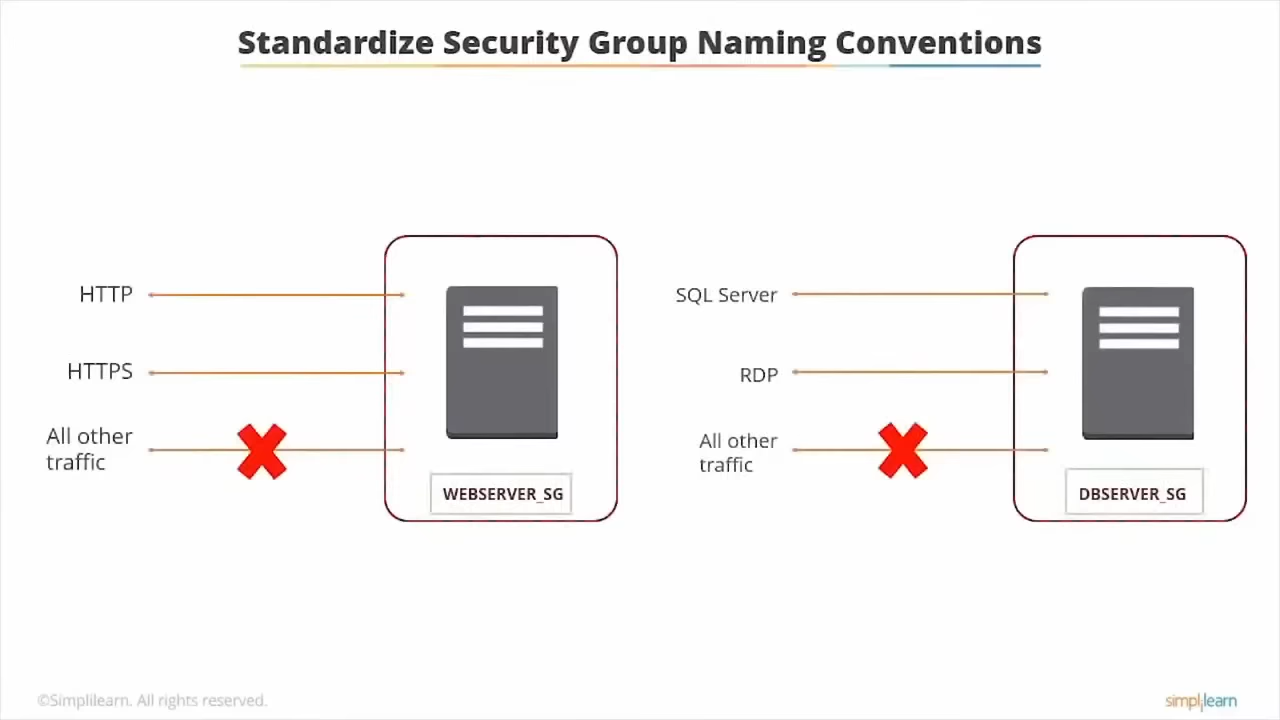 Standardize Security Group Naming Conventions
HTTP
HTTPS
All other
traffic
WEBSERVER_SG
SQL Server
RDP
All other
traffic
DBSERVER_SG
©Simplilearn. All rights reserved.
simplilearn